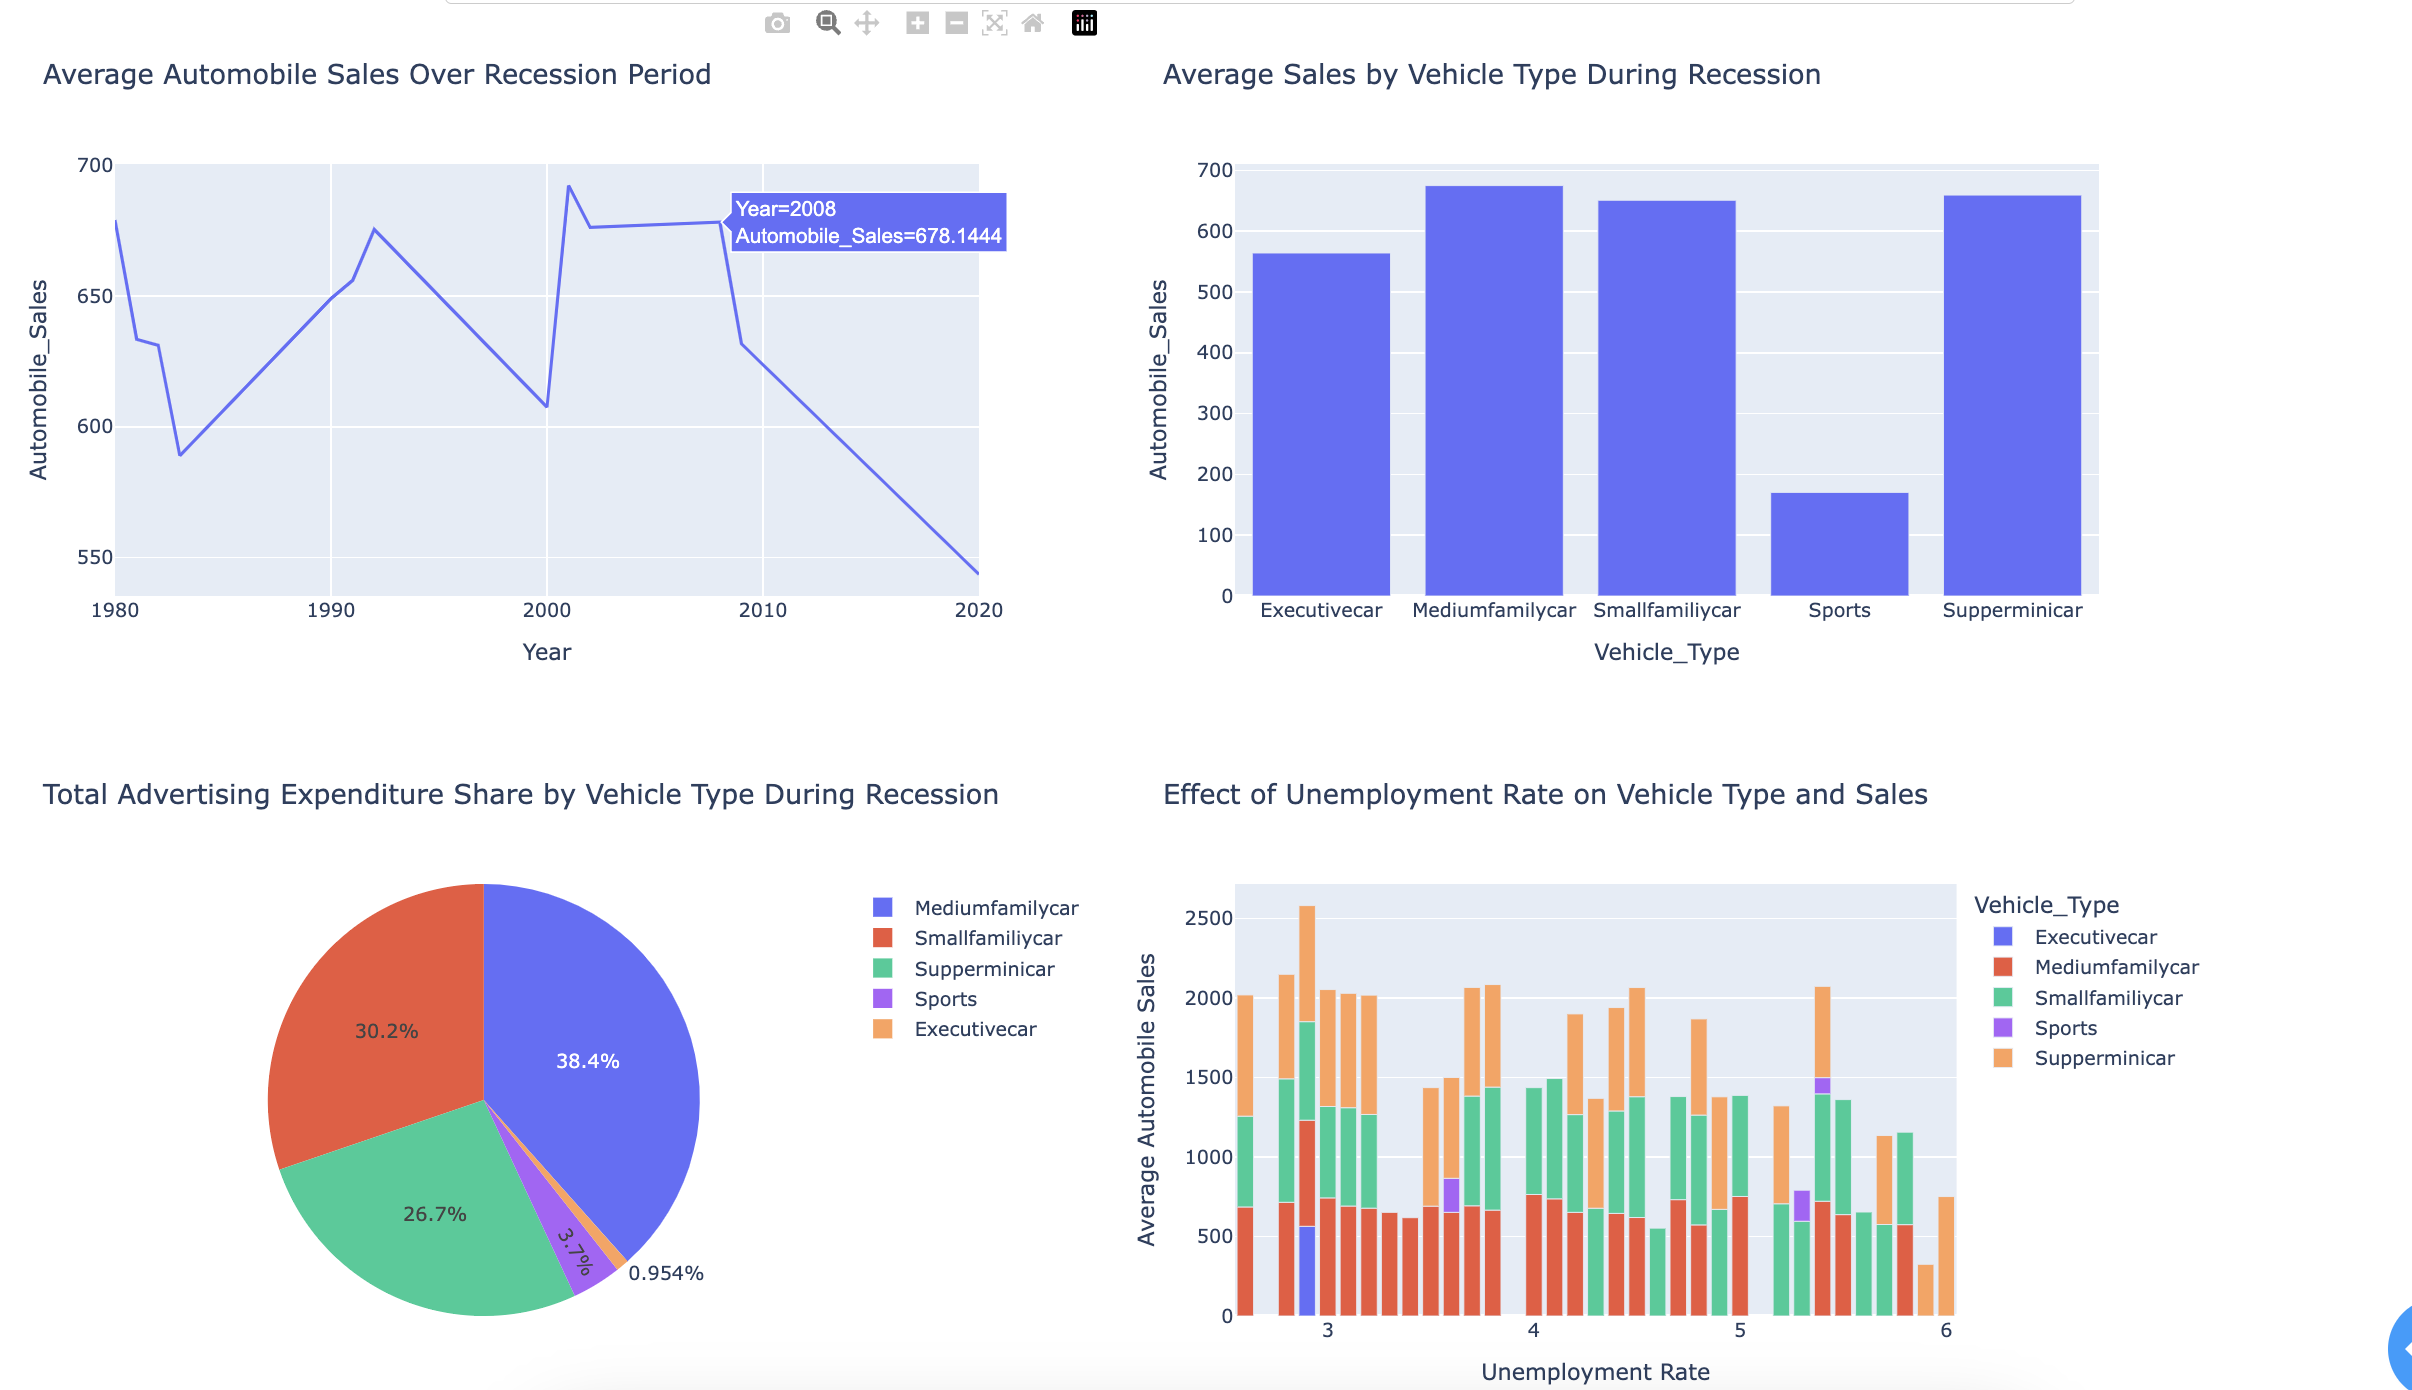 Average Automobile Sales Over Recession Period
700
650
600
550
Automobile_Sales
Year=2008
Automobile_Sales=678.1444
1980 1990 2000 2010 2020
Year
Average Sales by Vehicle Type During Recession
700
600
500
400
300
200
100
0
Automobile_Sales
Executivecar Mediumfamilycar Smallfamiliycar Sports Supperminicar
Vehicle_Type
Total Advertising Expenditure Share by Vehicle Type During Recession
30.2%
38.4%
26.7%
3.7%
0.954%
Mediumfamilycar
Smallfamiliycar
Supperminicar
Sports
Executivecar
Effect of Unemployment Rate on Vehicle Type and Sales
2500
2000
1500
1000
500
0
Average Automobile Sales
3 4 5 6
Unemployment Rate
Vehicle_Type
Executivecar
Mediumfamilycar
Smallfamiliycar
Sports
Supperminicar